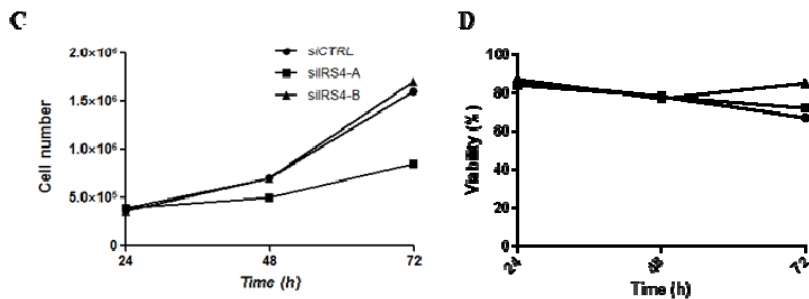 C
2.0×10⁶
1.5×10⁶
1.0×10⁶
5.0×10⁵
0
Cell number
24
48
72
Time (h)
siCTRL
siIRS4-A
siIRS4-B
D
100
80
60
40
20
0
Viability (%)
24
48
72
Time (h)